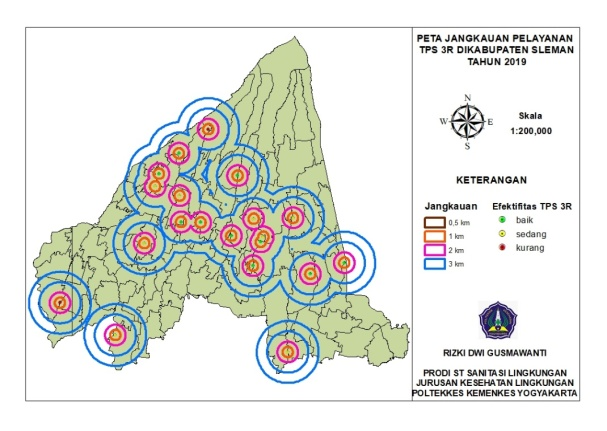 PETA JANGKAUAN PELAYANAN
TPS 3R DIKABUPATEN SLEMAN
TAHUN 2019
N
W E
S
Skala
1:200,000
KETERANGAN
Jangkauan
0,5 km
1 km
2 km
3 km
Efektifitas TPS 3R
baik
sedang
kurang
RIZKI DWI GUSMAWANTI
PRODI ST SANITASI LINGKUNGAN
JURUSAN KESEHATAN LINGKUNGAN
POLTEKKES KEMENKES YOGYAKARTA